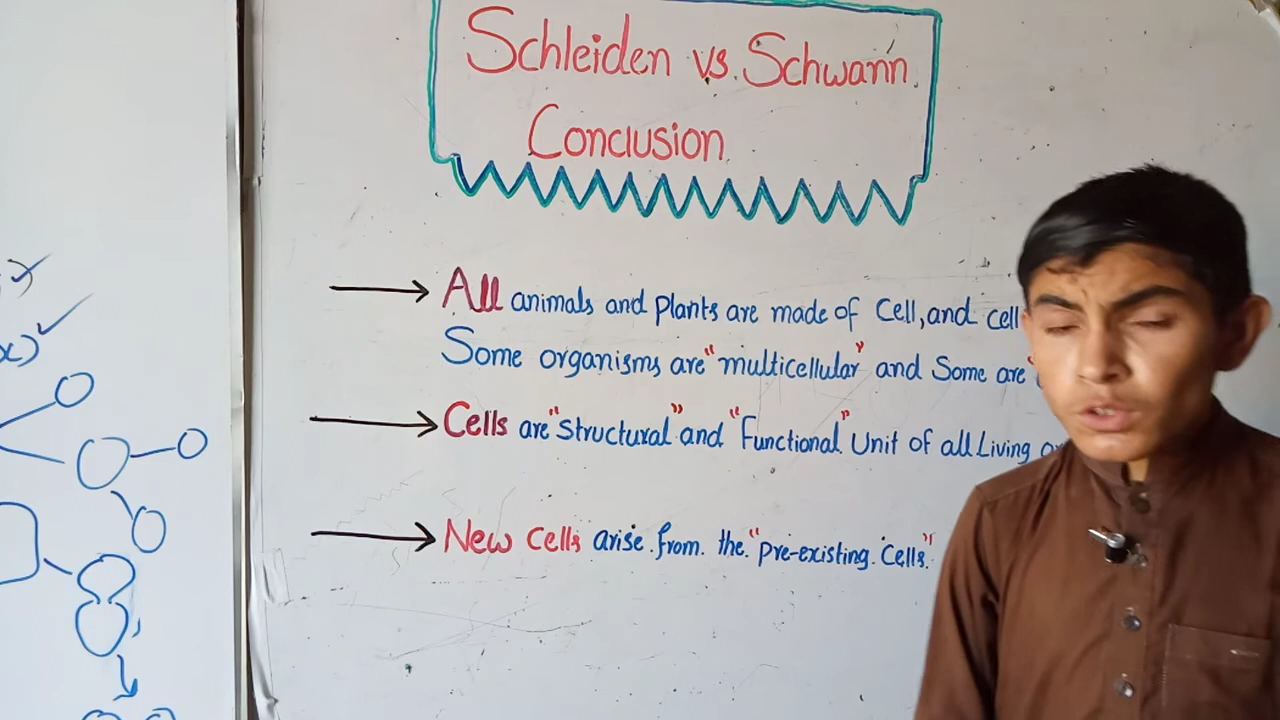 Schleiden vs. Schwann.
Conclusion
All animals and plants are made of Cell, and cell
Some organisms are "multicellular" and Some are "
Cells are "structural" and "Functional" Unit of all Living
New Cells arise from the "pre-existing cells".